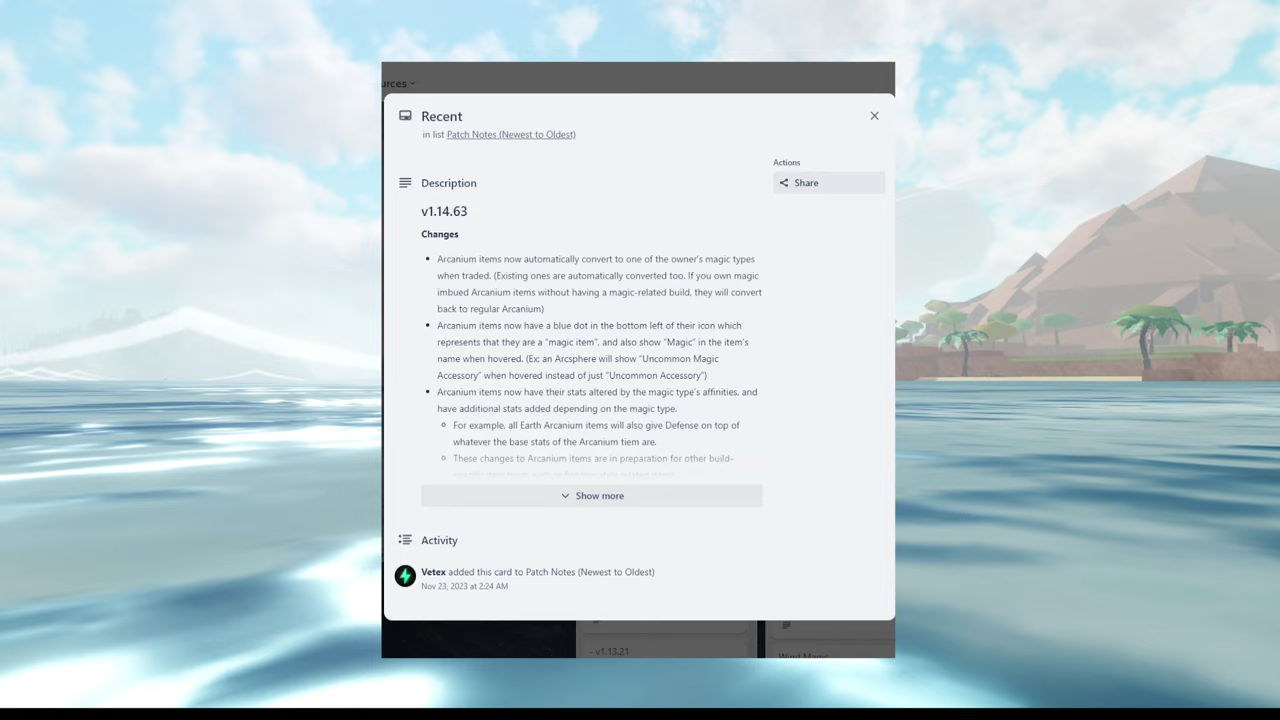 urces
Recent
in list Patch Notes (Newest to Oldest)
Actions
Share
Description
v1.14.63
Changes
• Arcanium items now automatically convert to one of the owner's magic types
when traded. (Existing ones are automatically converted too. If you own magic
imbued Arcanium items without having a magic-related build, they will convert
back to regular Arcanium)
• Arcanium items now have a blue dot in the bottom left of their icon which
represents that they are a "magic item", and also show "Magic" in the item's
name when hovered. (Ex: an Arcsphere will show "Uncommon Magic
Accessory" when hovered instead of just "Uncommon Accessory")
• Arcanium items now have their stats altered by the magic type's affinities, and
have additional stats added depending on the magic type.
○ For example, all Earth Arcanium items will also give Defense on top of
whatever the base stats of the Arcanium tiem are.
○ These changes to Arcanium items are in preparation for other build-
Show more
Activity
Vetex added this card to Patch Notes (Newest to Oldest)
Nov 23, 2023 at 2:24 AM
- v1.13.21
Wind Magic